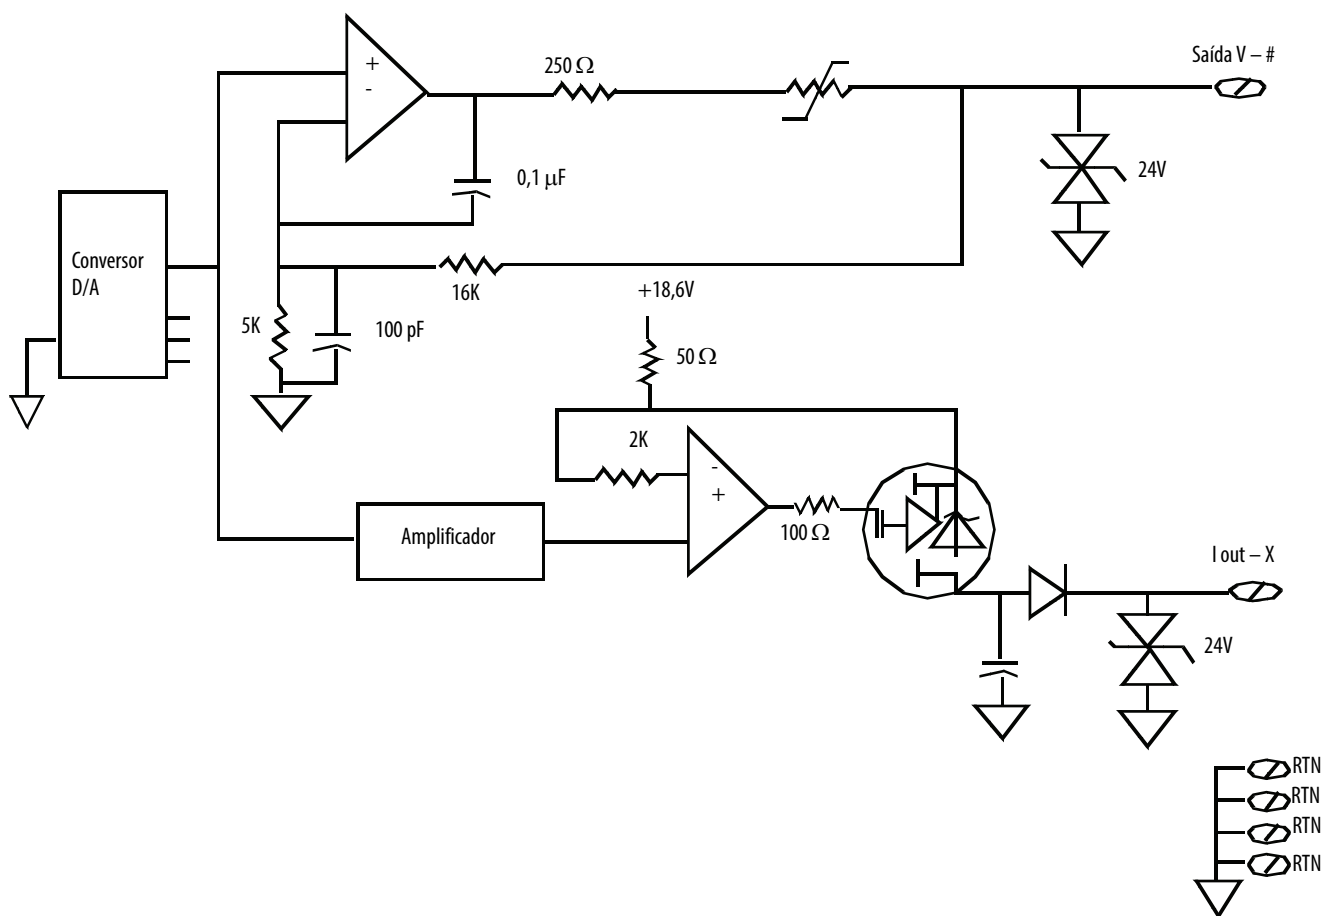 Saída V – #
250 Ω
+
-
24V
0,1 µF
Conversor
D/A
16K
+18,6V
5K
100 pF
50 Ω
2K
-
+
Amplificador
100 Ω
I out – X
24V
RTN
RTN
RTN
RTN